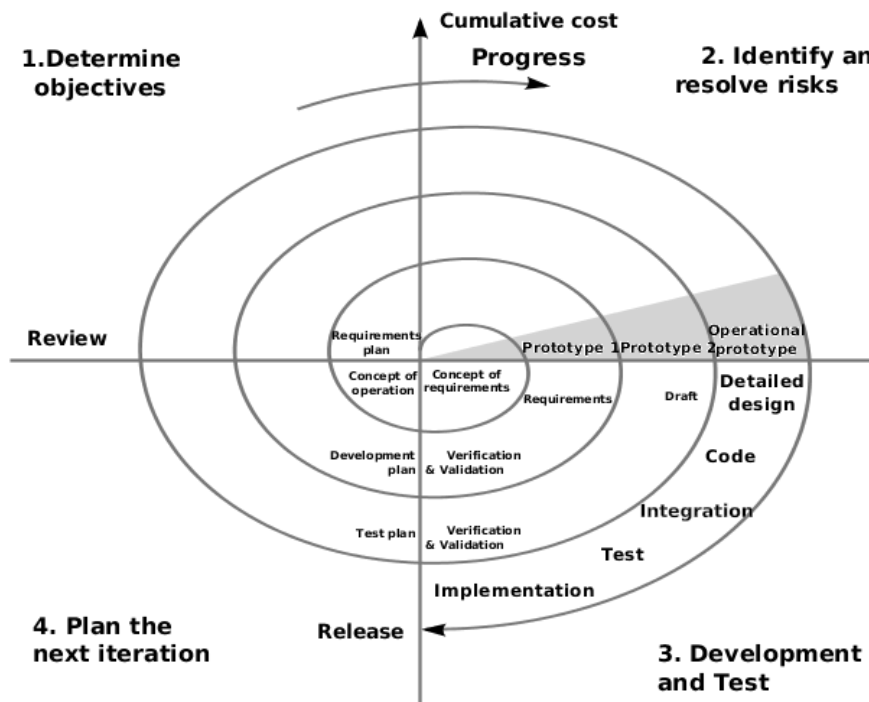 Cumulative cost
1.Determine
objectives
Progress
2. Identify an
resolve risks
Review
Requirements
plan
Prototype 1
Prototype 2
Operational
prototype
Concept of
operation
Concept of
requirements
Requirements
Draft
Detailed
design
Development
plan
Verification
& Validation
Code
Test plan
Verification
& Validation
Integration
Test
Implementation
Release
4. Plan the
next iteration
3. Development
and Test